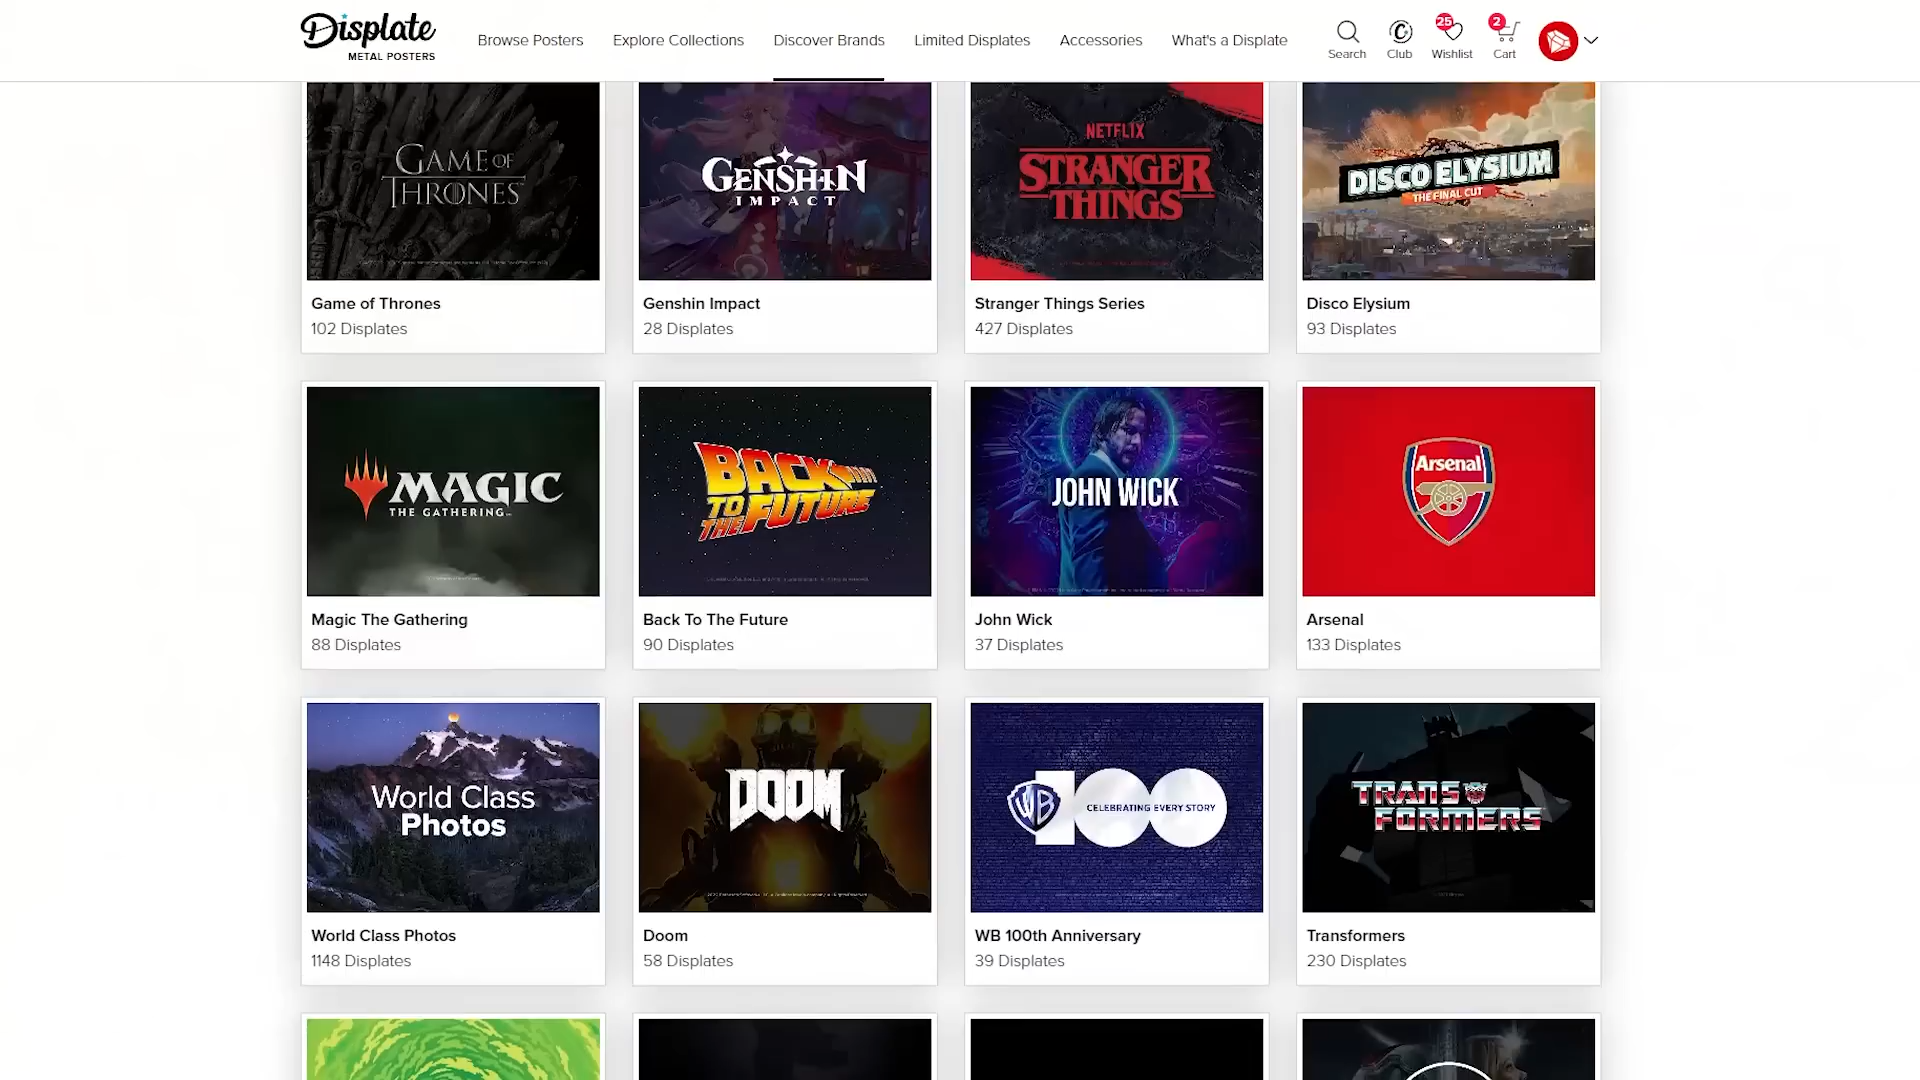 Displate
METAL POSTERS
Browse Posters
Explore Collections
Discover Brands
Limited Displates
Accessories
What's a Displate
Search
Club
25
Wishlist
2
Cart
GAME OF
THRONES
GENSHIN
IMPACT
NETFLIX
STRANGER
THINGS
DISCO ELYSIUM
THE FINAL CUT
Game of Thrones
102 Displates
Genshin Impact
28 Displates
Stranger Things Series
427 Displates
Disco Elysium
93 Displates
MAGIC
THE GATHERING
BACK
TO THE FUTURE
JOHN WICK
Arsenal
Magic The Gathering
88 Displates
Back To The Future
90 Displates
John Wick
37 Displates
Arsenal
133 Displates
World Class
Photos
DOOM
WB 100
CELEBRATING EVERY STORY
TRANS
FORMERS
World Class Photos
1148 Displates
Doom
58 Displates
WB 100th Anniversary
39 Displates
Transformers
230 Displates